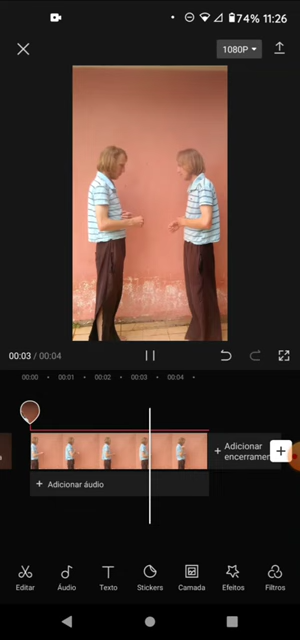 74% 11:26
1080P
00:03 / 00:04
00:00 00:01 00:02 00:03 00:04
+ Adicionar
encerramen
+
+ Adicionar áudio
Editar Áudio Texto Stickers Camada Efeitos Filtros